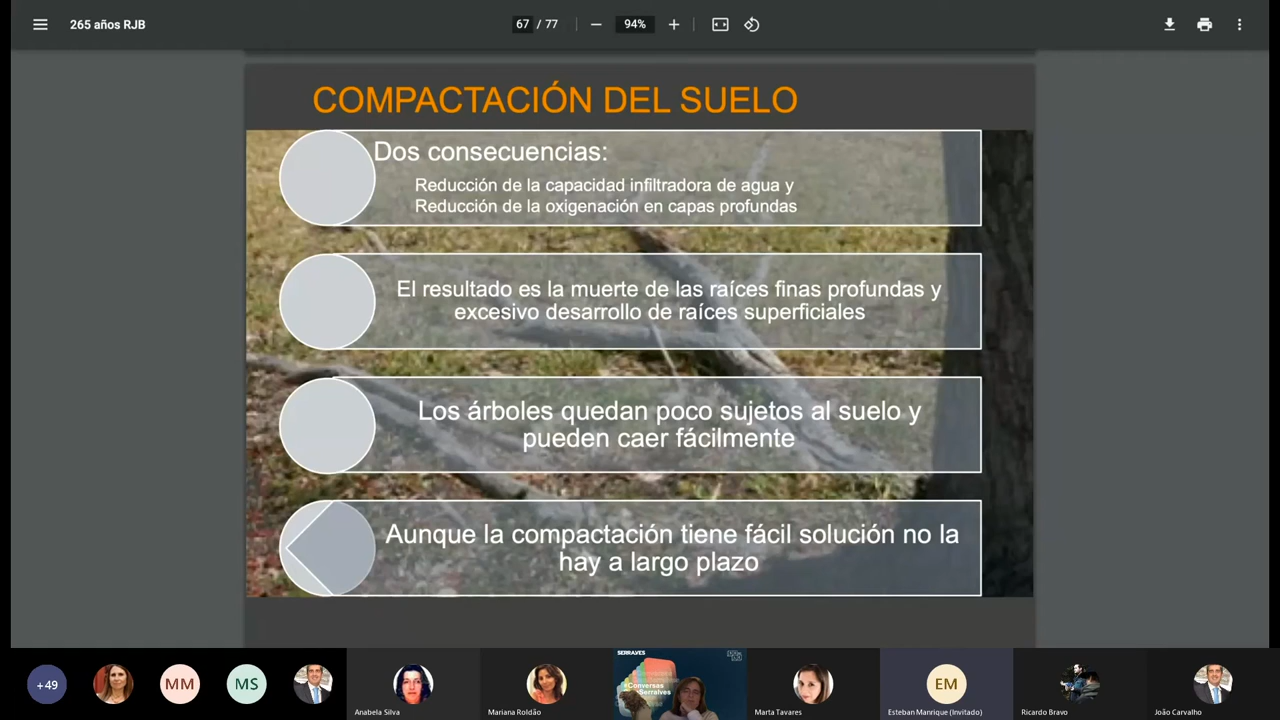 265 años RJB
67 / 77
94%
COMPACTACIÓN DEL SUELO
Dos consecuencias:
Reducción de la capacidad infiltradora de agua y
Reducción de la oxigenación en capas profundas
El resultado es la muerte de las raíces finas profundas y
excesivo desarrollo de raíces superficiales
Los árboles quedan poco sujetos al suelo y
pueden caer fácilmente
Aunque la compactación tiene fácil solución no la
hay a largo plazo
+49
MM
MS
SERRALVES
#Conversas
Serralves
EM
Anabela Silva
Mariana Roldão
Marta Tavares
Esteban Manrique (Invitado)
Ricardo Bravo
João Carvalho